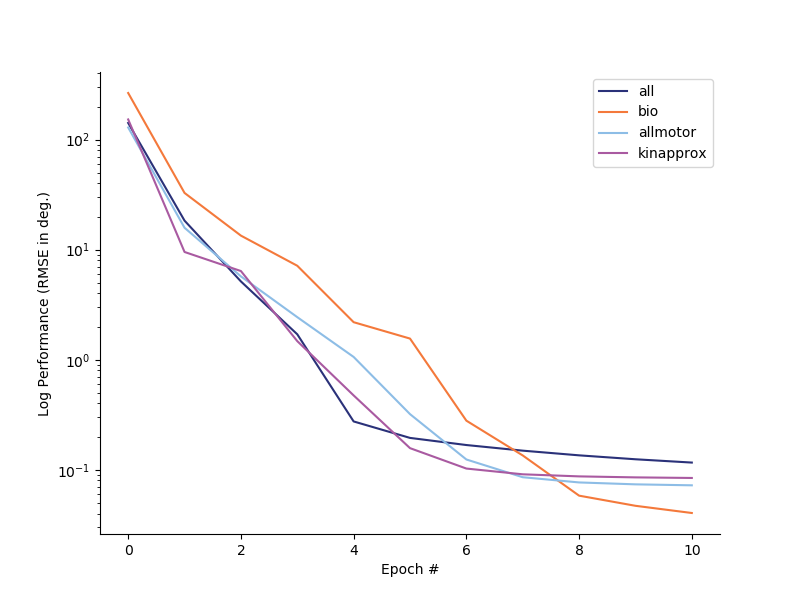 all
bio
allmotor
kinapprox
10²
10¹
10⁰
10⁻¹
Log Performance (RMSE in deg.)
0 2 4 6 8 10
Epoch #